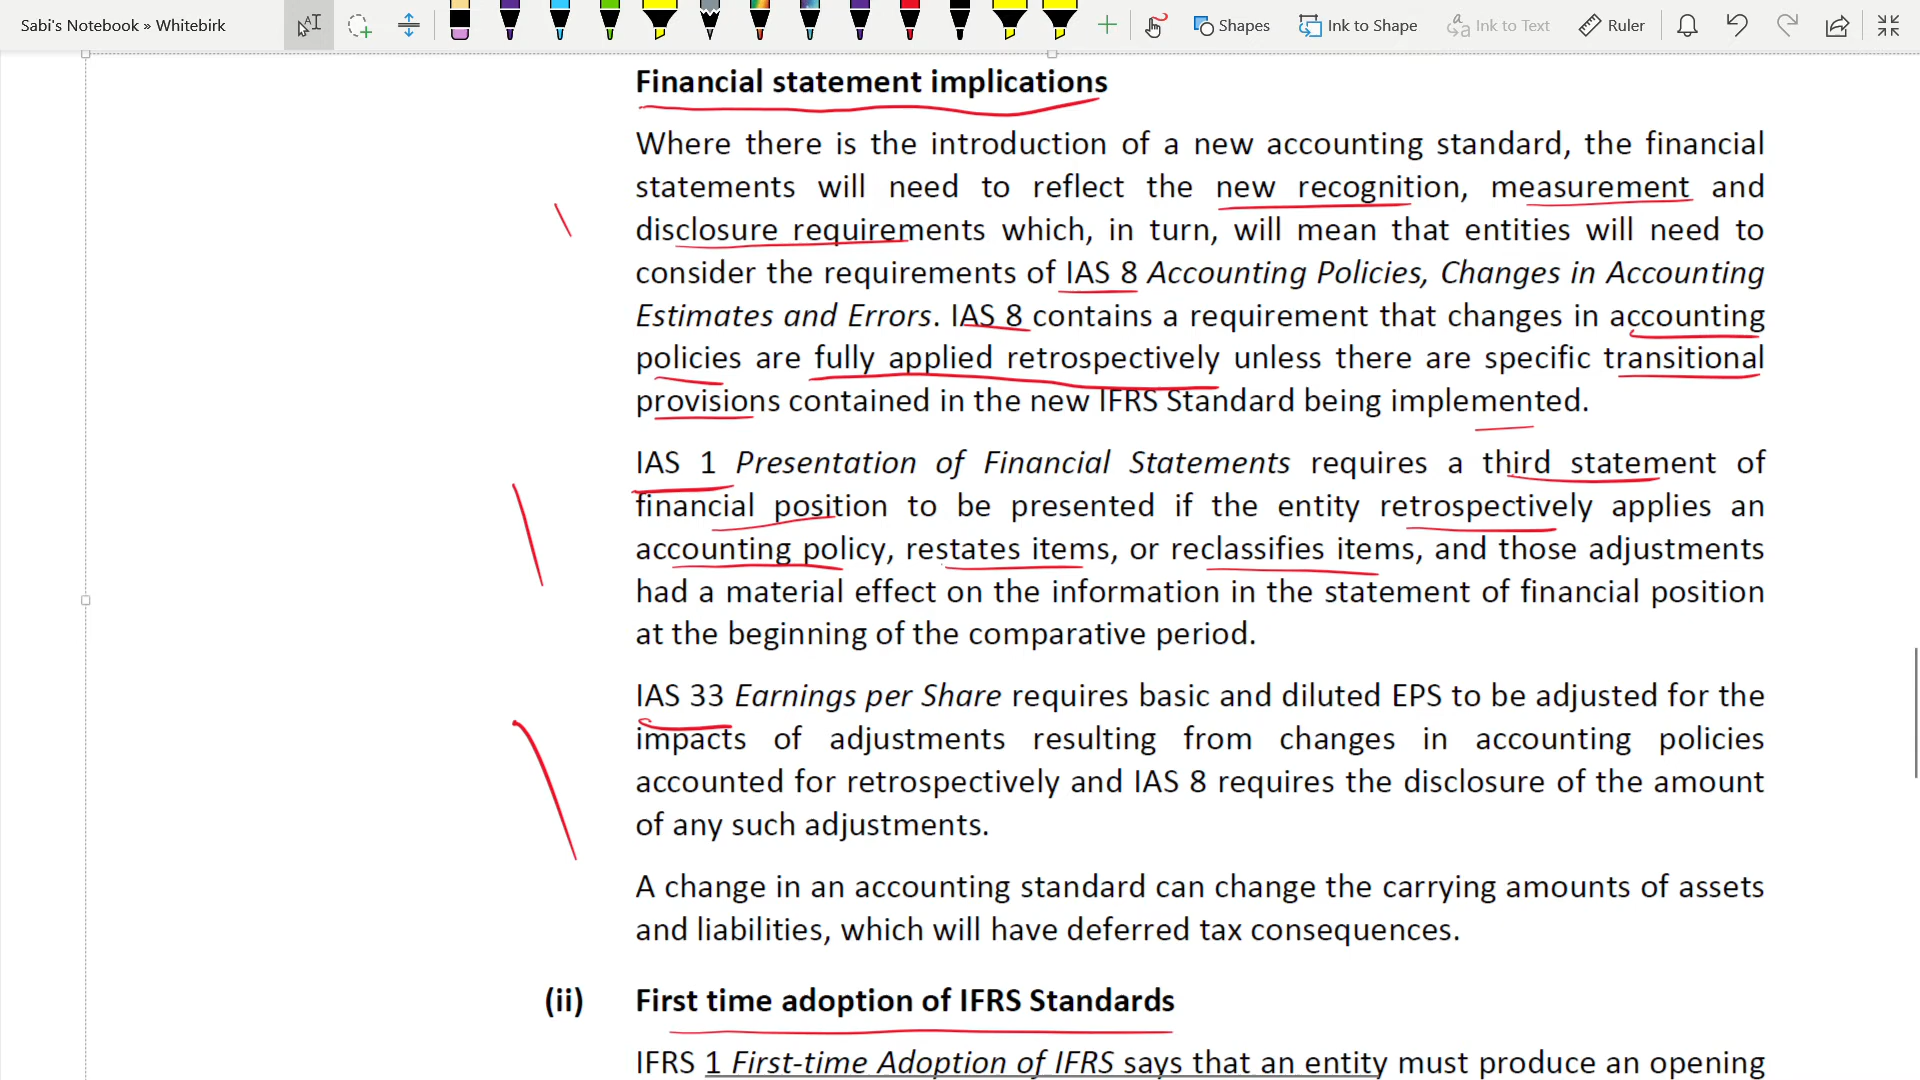 Sabi's Notebook » Whitebirk
Shapes
Ink to Shape
Ink to Text
Ruler
Financial statement implications
Where there is the introduction of a new accounting standard, the financial
statements will need to reflect the new recognition, measurement and
disclosure requirements which, in turn, will mean that entities will need to
consider the requirements of IAS 8 Accounting Policies, Changes in Accounting
Estimates and Errors. IAS 8 contains a requirement that changes in accounting
policies are fully applied retrospectively unless there are specific transitional
provisions contained in the new IFRS Standard being implemented.
IAS 1 Presentation of Financial Statements requires a third statement of
financial position to be presented if the entity retrospectively applies an
accounting policy, restates items, or reclassifies items, and those adjustments
had a material effect on the information in the statement of financial position
at the beginning of the comparative period.
IAS 33 Earnings per Share requires basic and diluted EPS to be adjusted for the
impacts of adjustments resulting from changes in accounting policies
accounted for retrospectively and IAS 8 requires the disclosure of the amount
of any such adjustments.
A change in an accounting standard can change the carrying amounts of assets
and liabilities, which will have deferred tax consequences.
(ii) First time adoption of IFRS Standards
IFRS 1 First-time Adoption of IFRS says that an entity must produce an opening